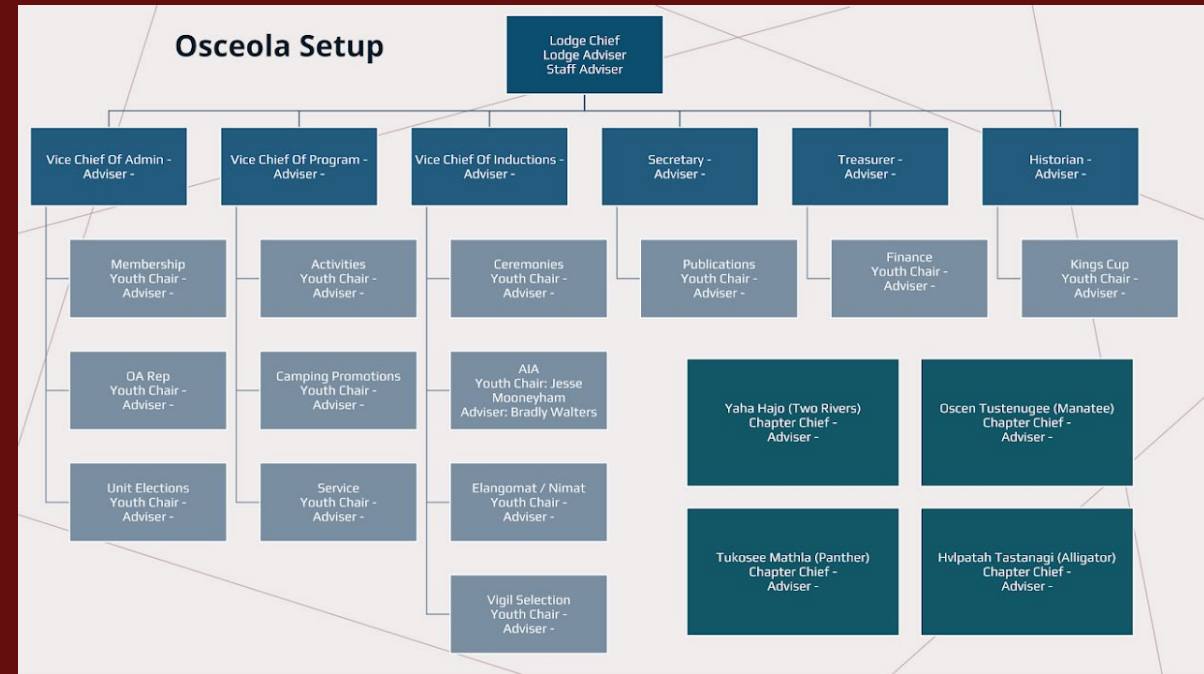 Osceola Setup
Lodge Chief
Lodge Adviser
Staff Adviser
Vice Chief Of Admin -
Adviser -
Vice Chief Of Program -
Adviser -
Vice Chief Of Inductions -
Adviser -
Secretary -
Adviser -
Treasurer -
Adviser -
Historian -
Adviser -
Membership
Youth Chair -
Adviser -
Activities
Youth Chair -
Adviser -
Ceremonies
Youth Chair -
Adviser -
Publications
Youth Chair -
Adviser -
Finance
Youth Chair -
Adviser -
Kings Cup
Youth Chair -
Adviser -
OA Rep
Youth Chair -
Adviser -
Camping Promotions
Youth Chair -
Adviser -
AIA
Youth Chair: Jesse
Mooneyham
Adviser: Bradly Walters
Unit Elections
Youth Chair -
Adviser -
Service
Youth Chair -
Adviser -
Elangomat / Nimat
Youth Chair -
Adviser -
Vigil Selection
Youth Chair -
Adviser -
Yaha Hajo (Two Rivers)
Chapter Chief -
Adviser -
Oscen Tustenugee (Manatee)
Chapter Chief -
Adviser -
Tukosee Mathla (Panther)
Chapter Chief -
Adviser -
Hvlpatah Tastanagi (Alligator)
Chapter Chief -
Adviser -